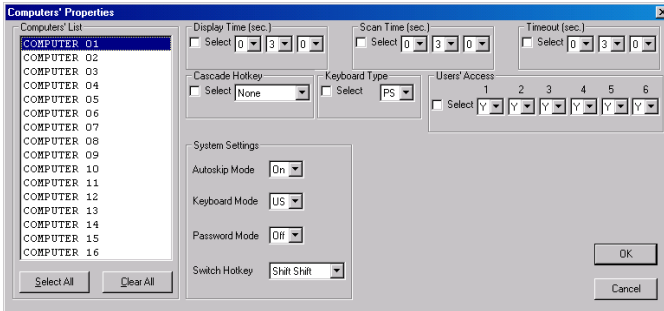 Computers' Properties
Computers' List
COMPUTER 01
COMPUTER 02
COMPUTER 03
COMPUTER 04
COMPUTER 05
COMPUTER 06
COMPUTER 07
COMPUTER 08
COMPUTER 09
COMPUTER 10
COMPUTER 11
COMPUTER 12
COMPUTER 13
COMPUTER 14
COMPUTER 15
COMPUTER 16
Select All Clear All
Display Time (sec.)
Select 0 3 0
Scan Time (sec.)
Select 0 3 0
Timeout (sec.)
Select 0 3 0
Cascade Hotkey
Select None
Keyboard Type
Select PS
Users' Access
1 2 3 4 5 6
Select Y Y Y Y Y Y
System Settings
Autoskip Mode On
Keyboard Mode US
Password Mode Off
Switch Hotkey Shift Shift
OK
Cancel